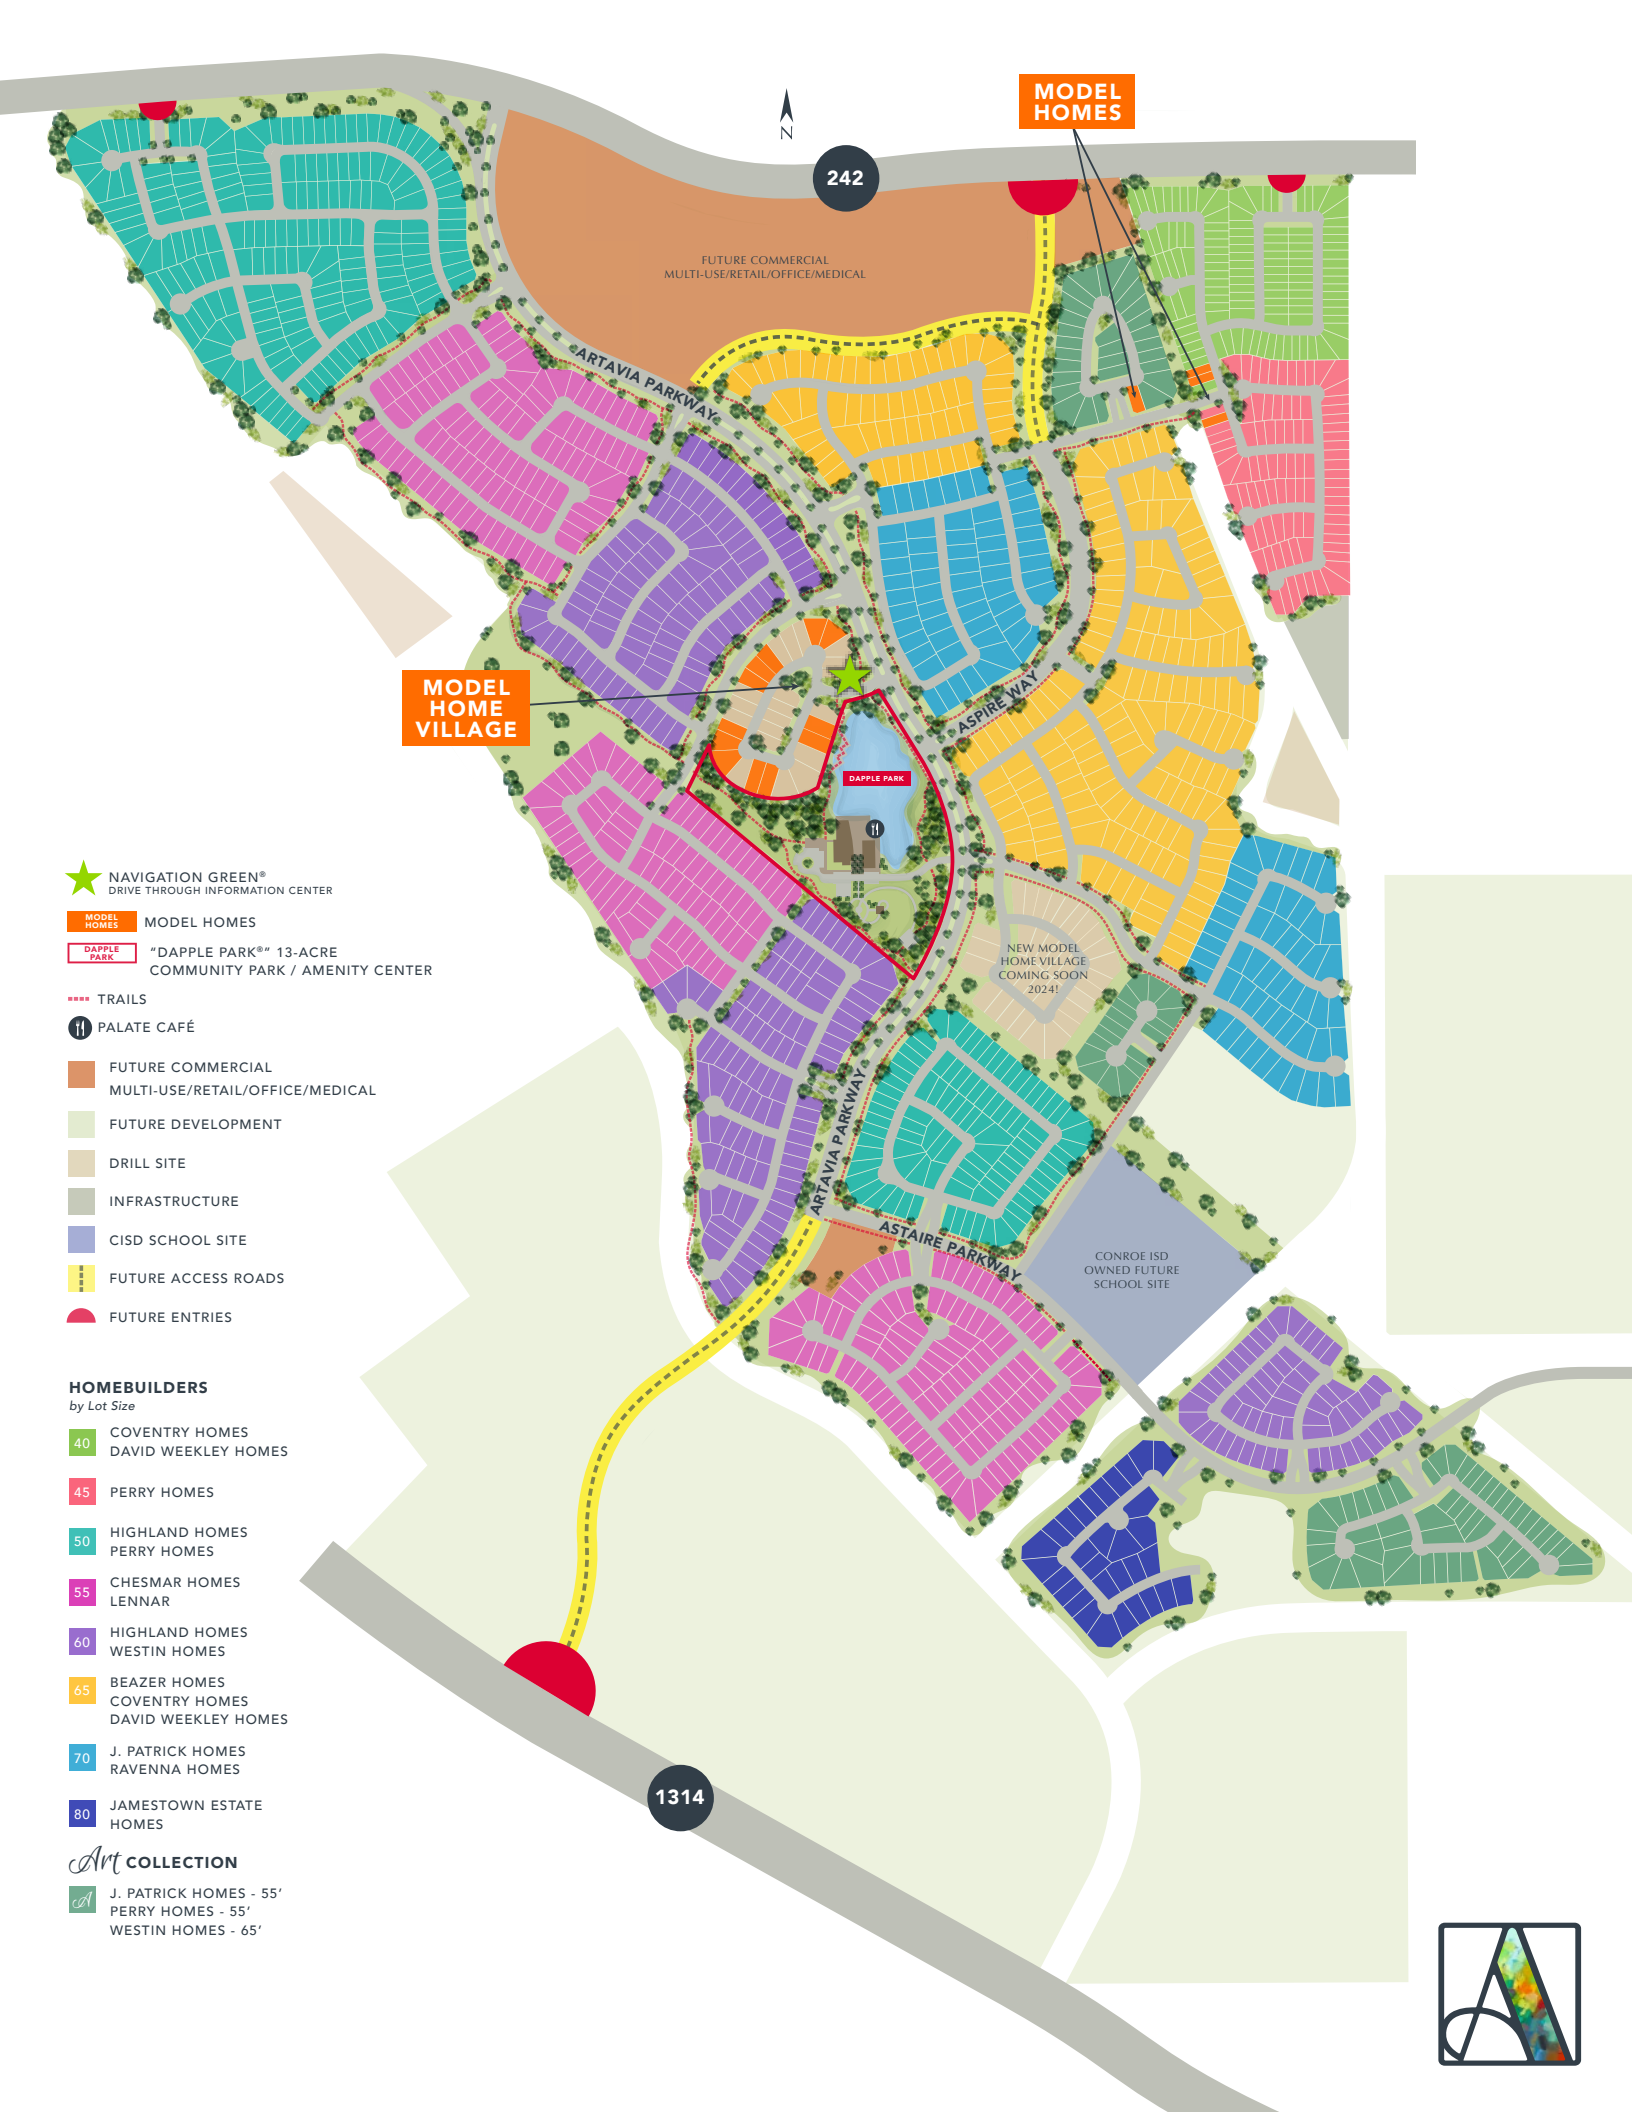 MODEL
HOMES
N
242
FUTURE COMMERCIAL
MULTI-USE/RETAIL/OFFICE/MEDICAL
ARTAVIA PARKWAY
MODEL
HOME
VILLAGE
ASPIRE WAY
DAPPLE PARK
NEW MODEL
HOME VILLAGE
COMING SOON
2024!
ARTAVIA PARKWAY
ASTAIRE PARKWAY
CONROE ISD
OWNED FUTURE
SCHOOL SITE
1314
NAVIGATION GREEN®
DRIVE THROUGH INFORMATION CENTER
MODEL
HOMES
MODEL HOMES
DAPPLE
PARK
“DAPPLE PARK®” 13-ACRE
COMMUNITY PARK / AMENITY CENTER
TRAILS
PALATE CAFÉ
FUTURE COMMERCIAL
MULTI-USE/RETAIL/OFFICE/MEDICAL
FUTURE DEVELOPMENT
DRILL SITE
INFRASTRUCTURE
CISD SCHOOL SITE
FUTURE ACCESS ROADS
FUTURE ENTRIES
HOMEBUILDERS
by Lot Size
40
COVENTRY HOMES
DAVID WEEKLEY HOMES
45
PERRY HOMES
50
HIGHLAND HOMES
PERRY HOMES
55
CHESMAR HOMES
LENNAR
60
HIGHLAND HOMES
WESTIN HOMES
65
BEAZER HOMES
COVENTRY HOMES
DAVID WEEKLEY HOMES
70
J. PATRICK HOMES
RAVENNA HOMES
80
JAMESTOWN ESTATE
HOMES
Art COLLECTION
A
J. PATRICK HOMES - 55’
PERRY HOMES - 55’
WESTIN HOMES - 65’
A